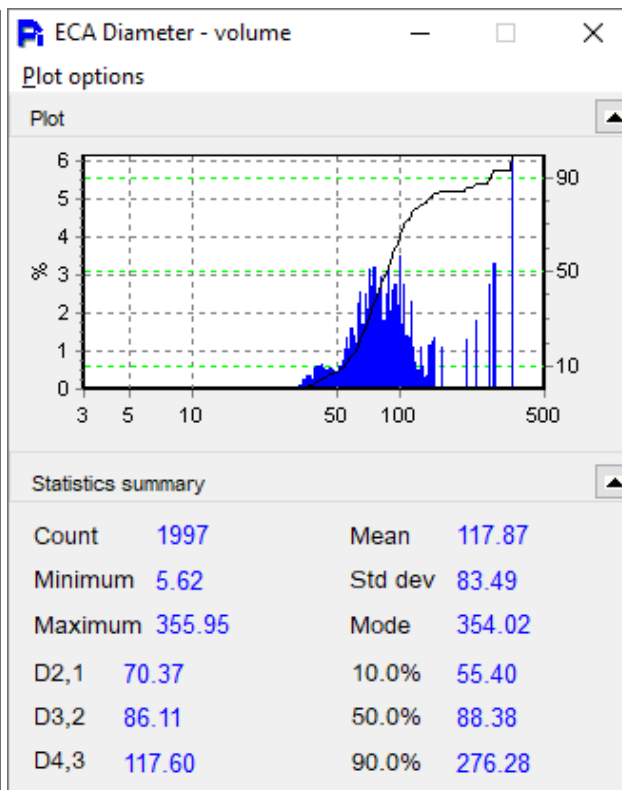 Pi ECA Diameter - volume
Plot options
Plot
6
5
4
3
2
1
0
%
90
50
10
3 5 10 50 100 500
Statistics summary
Count 1997 Mean 117.87
Minimum 5.62 Std dev 83.49
Maximum 355.95 Mode 354.02
D2,1 70.37 10.0% 55.40
D3,2 86.11 50.0% 88.38
D4,3 117.60 90.0% 276.28